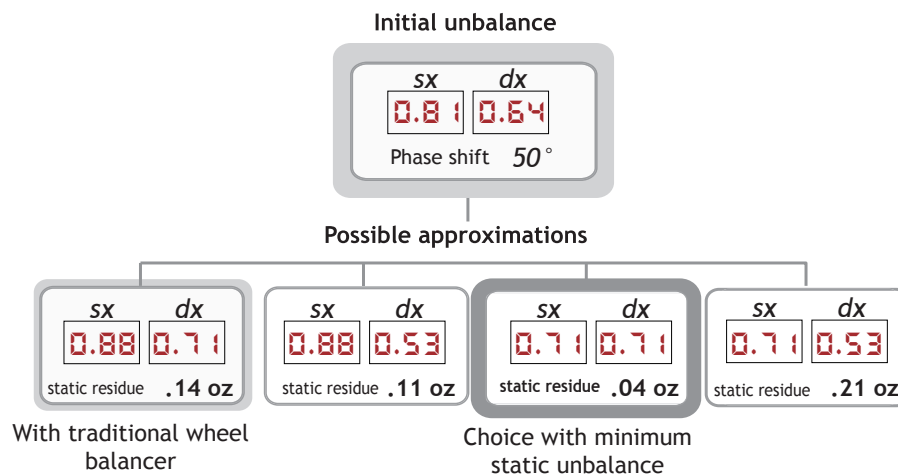 Initial unbalance
sx dx
0.81 0.64
Phase shift 50°
Possible approximations
sx dx
0.88 0.71
static residue .14 oz
sx dx
0.88 0.53
static residue .11 oz
sx dx
0.71 0.71
static residue .04 oz
sx dx
0.71 0.53
static residue .21 oz
With traditional wheel
balancer
Choice with minimum
static unbalance